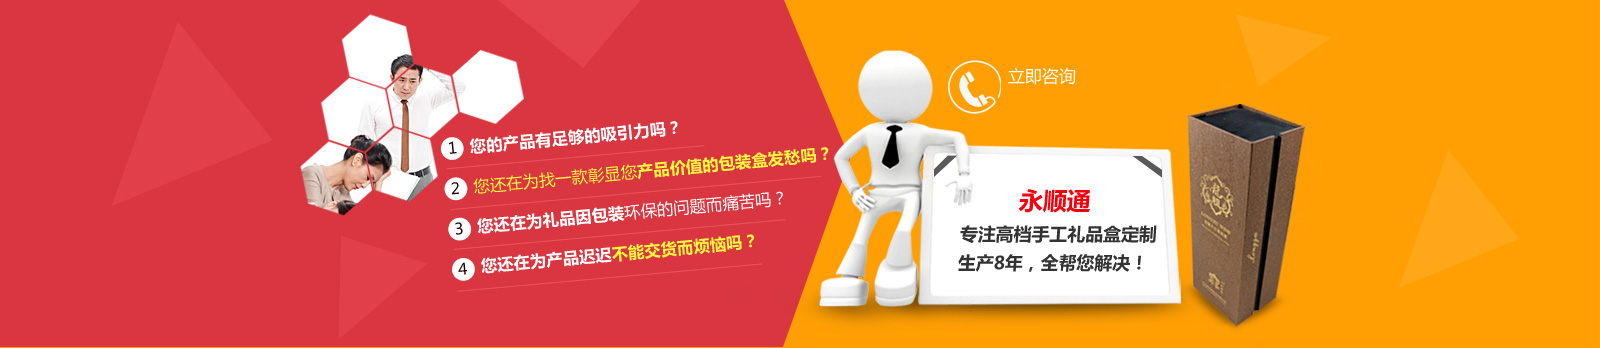 1 您的产品有足够的吸引力吗？
2 您还在为找一款彰显您产品价值的包装盒发愁吗？
3 您还在为礼品因包装环保的问题而痛苦吗？
4 您还在为产品迟迟不能交货而烦恼吗？
立即咨询
永顺通
专注高档手工礼品盒定制
生产8年，全帮您解决！